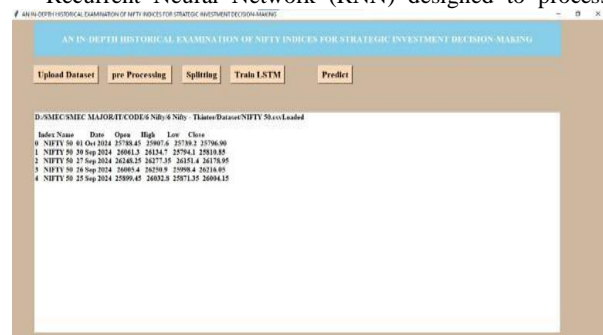 Recurrent Neural Network (RNN) designed to process
AN IN-DEPTH HISTORICAL EXAMINATION OF NIFTY INDICES FOR STRATEGIC INVESTMENT DECISION-MAKING
AN IN-DEPTH HISTORICAL EXAMINATION OF NIFTY INDICES FOR STRATEGIC INVESTMENT DECISION-MAKING
Upload Dataset pre Processing Splitting Train LSTM Predict
D:/SMEC/SMEC MAJOR/IT/CODE/6 Nifty/6 Nifty - Tkinter/Dataset/NIFTY 50.csvLoaded
Index Name Date Open High Low Close
0 NIFTY 50 01 Oct 2024 25788.45 25907.6 25739.2 25796.90
1 NIFTY 50 30 Sep 2024 26061.3 26134.7 25794.1 25810.85
2 NIFTY 50 27 Sep 2024 26248.25 26277.35 26151.4 26178.95
3 NIFTY 50 26 Sep 2024 26005.4 26250.9 25998.4 26216.05
4 NIFTY 50 25 Sep 2024 25899.45 26032.8 25871.35 26004.15